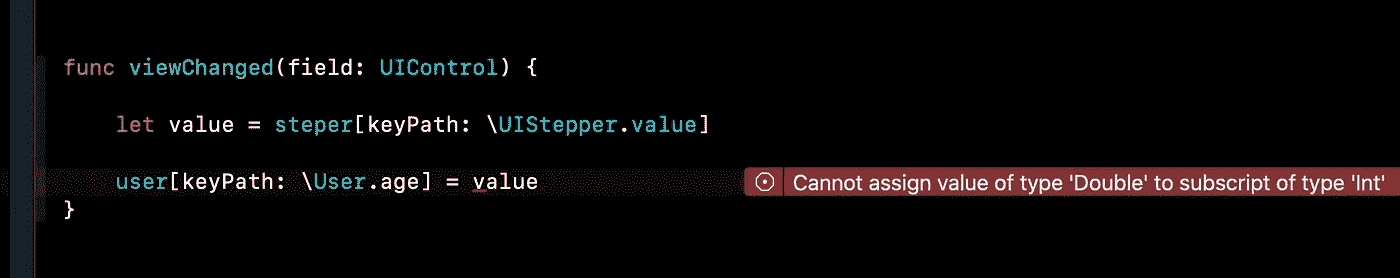 func viewChanged(field: UIControl) {
let value = steper[keyPath: \UIStepper.value]
user[keyPath: \User.age] = value
Cannot assign value of type 'Double' to subscript of type 'Int'
}